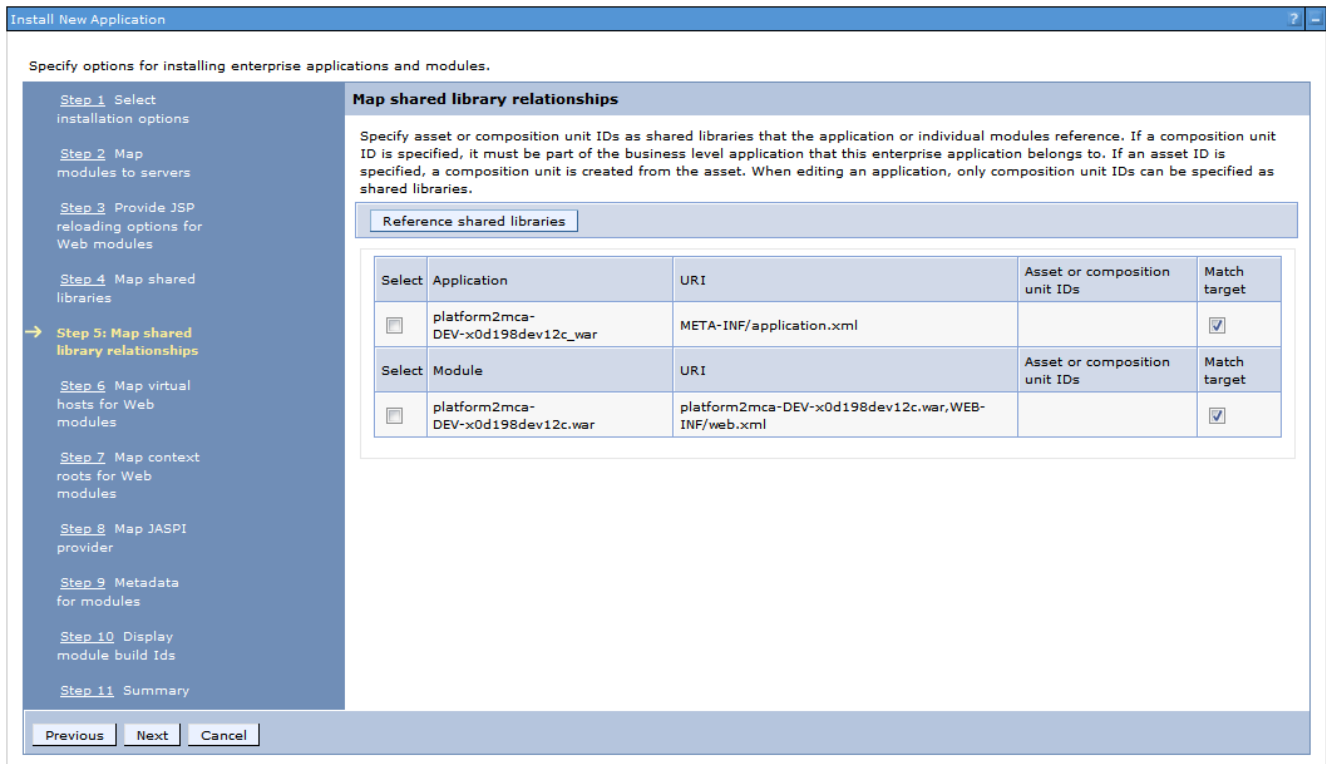 Install New Application
? –
Specify options for installing enterprise applications and modules.
Step 1 Select
installation options
Step 2 Map
modules to servers
Step 3 Provide JSP
reloading options for
Web modules
Step 4 Map shared
libraries
Step 5: Map shared
library relationships
Step 6 Map virtual
hosts for Web
modules
Step 7 Map context
roots for Web
modules
Step 8 Map JASPI
provider
Step 9 Metadata
for modules
Step 10 Display
module build Ids
Step 11 Summary
Map shared library relationships
Specify asset or composition unit IDs as shared libraries that the application or individual modules reference. If a composition unit
ID is specified, it must be part of the business level application that this enterprise application belongs to. If an asset ID is
specified, a composition unit is created from the asset. When editing an application, only composition unit IDs can be specified as
shared libraries.
Reference shared libraries
Select Application URI Asset or composition Match
unit IDs target
platform2mca-
DEV-x0d198dev12c_war META-INF/application.xml
Select Module URI Asset or composition Match
unit IDs target
platform2mca- platform2mca-DEV-x0d198dev12c.war,WEB-
DEV-x0d198dev12c.war INF/web.xml
Previous Next Cancel